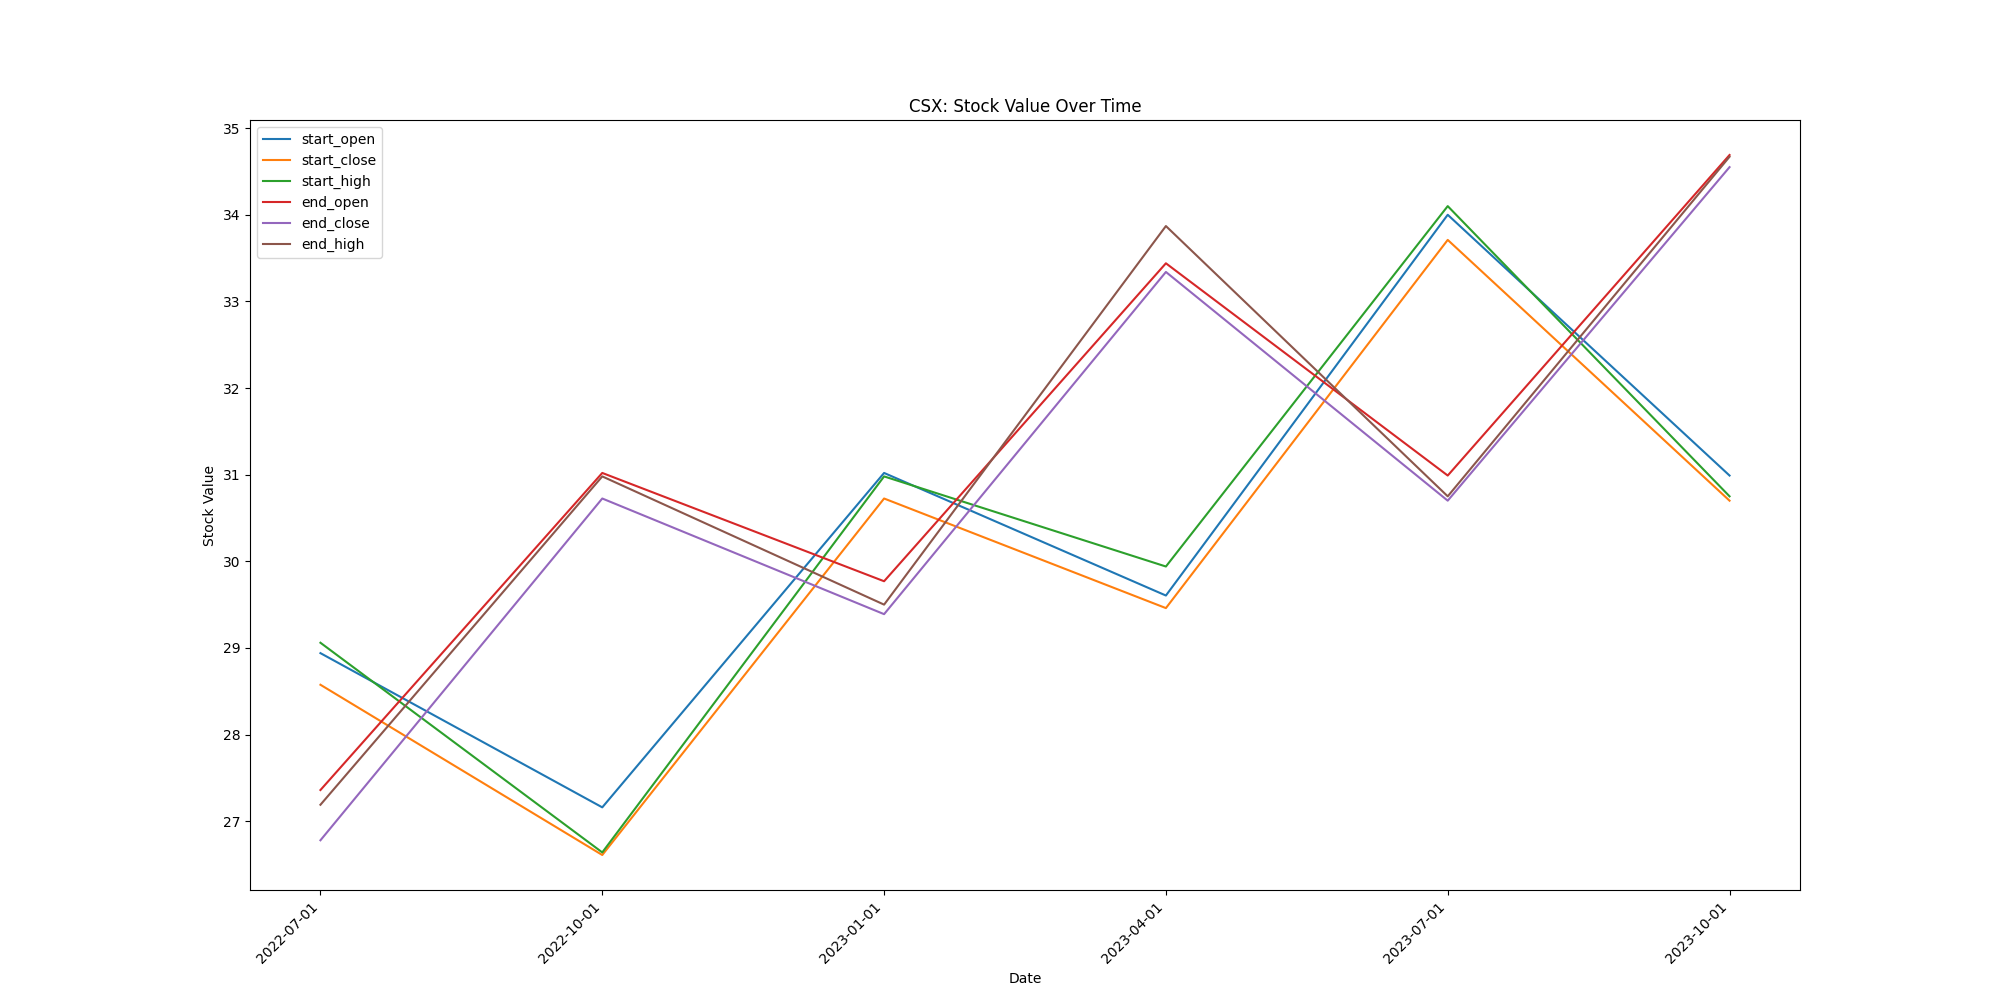 CSX: Stock Value Over Time
start_open
start_close
start_high
end_open
end_close
end_high
Stock Value
35
34
33
32
31
30
29
28
27
2022-07-01
2022-10-01
2023-01-01
2023-04-01
2023-07-01
2023-10-01
Date